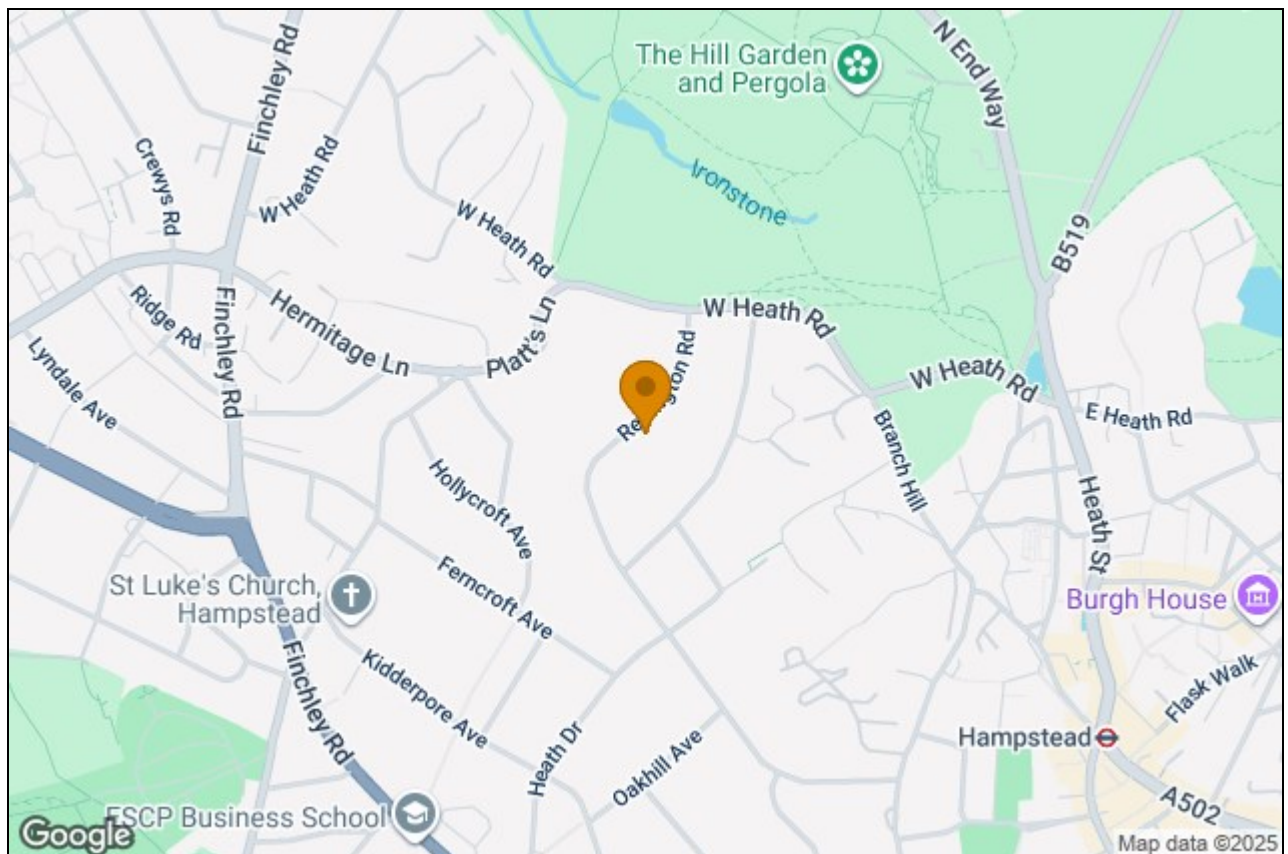 The Hill Garden
and Pergola
N End Way
Finchley Rd
Crewys Rd
W Heath Rd
Ironstone
W Heath Rd
B519
Finchley Rd
Ridge Rd
Hermitage Ln
Platt's Ln
W Heath Rd
Lyndale Ave
W Heath Rd
E Heath Rd
Branch Hill
Hollycroft Ave
Heath St
St Luke's Church,
Hampstead
Ferncroft Ave
Burgh House
Finchley Rd
Kidderpore Ave
Flask Walk
Heath Dr
Oakhill Ave
Hampstead
A502
ESCP Business School
Google
Map data ©2025